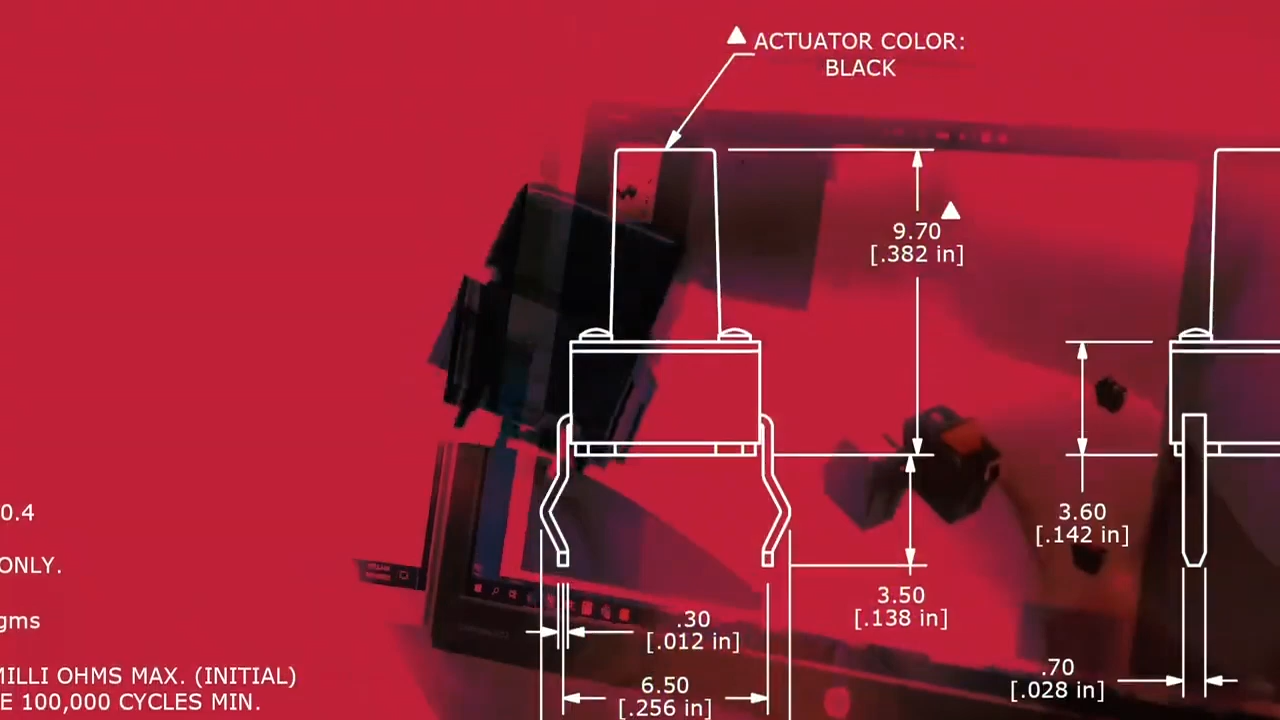 ▲ ACTUATOR COLOR:
BLACK
9.70
[.382 in]
0.4
3.60
[.142 in]
ONLY.
3.50
[.138 in]
gms
.30
[.012 in]
MILLI OHMS MAX. (INITIAL)
.70
[.028 in]
6.50
[.256 in]
E 100,000 CYCLES MIN.